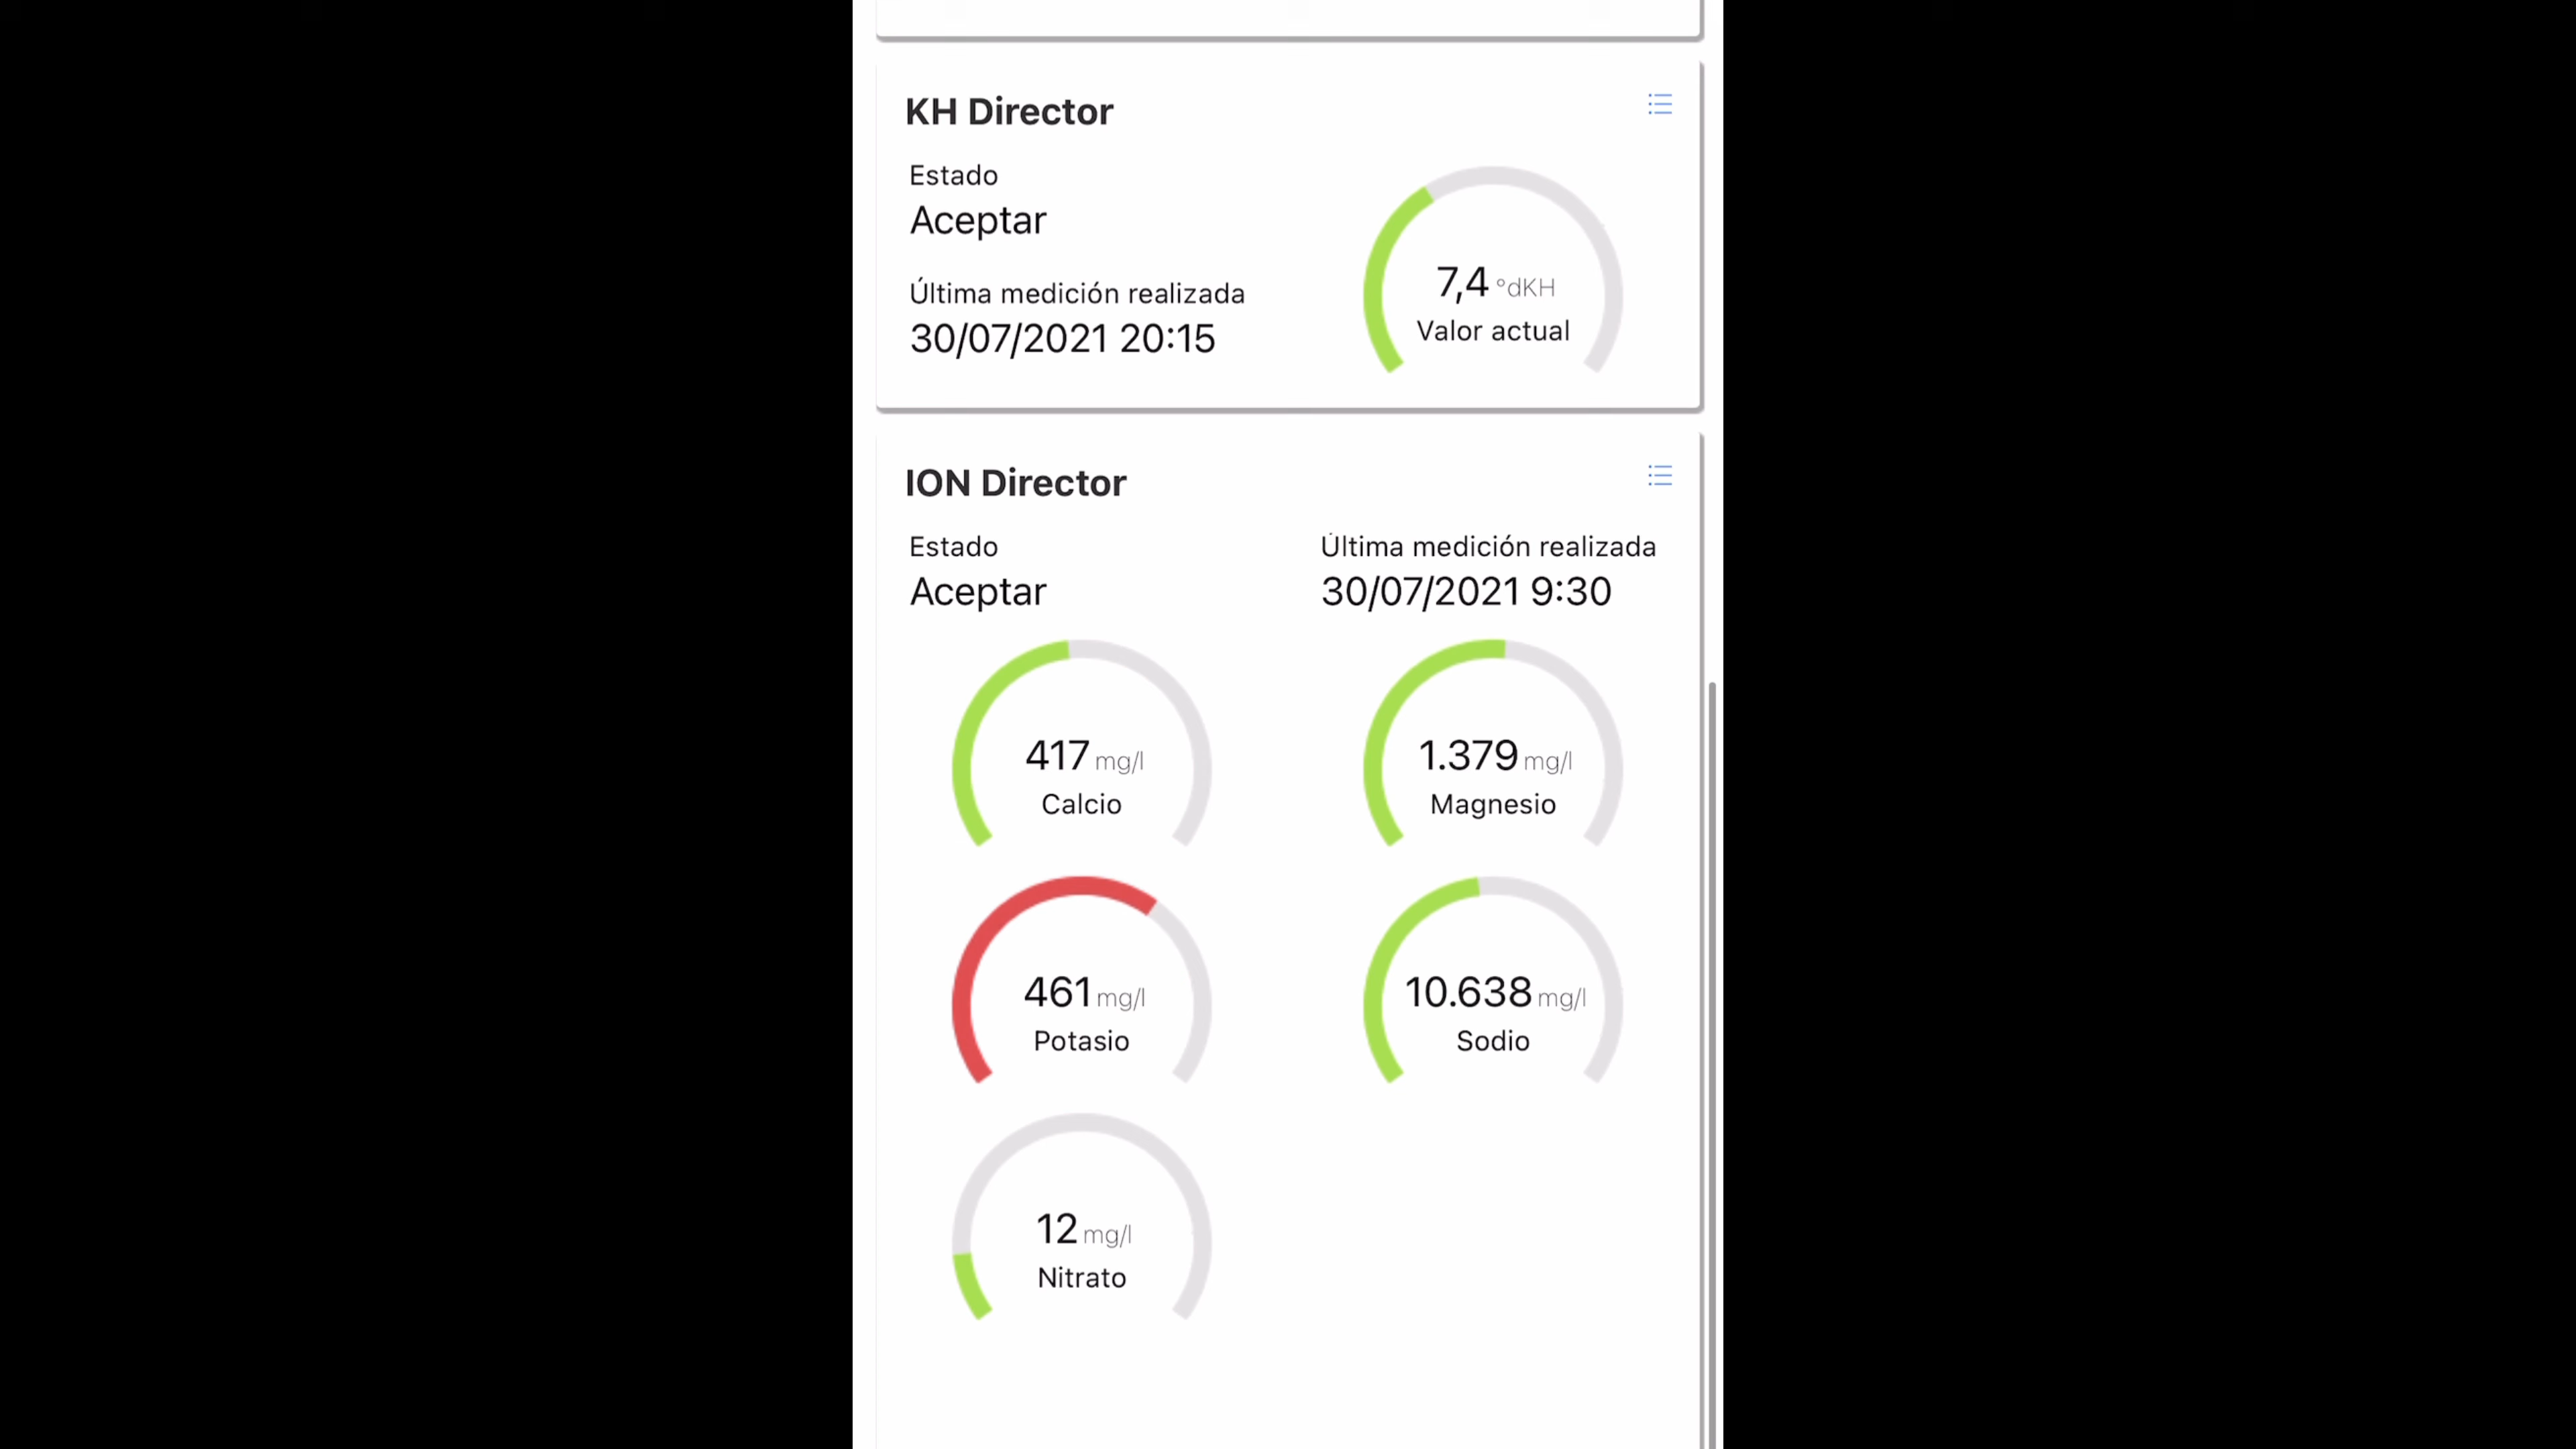 KH Director
Estado
Aceptar
Última medición realizada
30/07/2021 20:15
7,4 °dKH
Valor actual
ION Director
Estado
Aceptar
Última medición realizada
30/07/2021 9:30
417 mg/l
Calcio
1.379 mg/l
Magnesio
461 mg/l
Potasio
10.638 mg/l
Sodio
12 mg/l
Nitrato